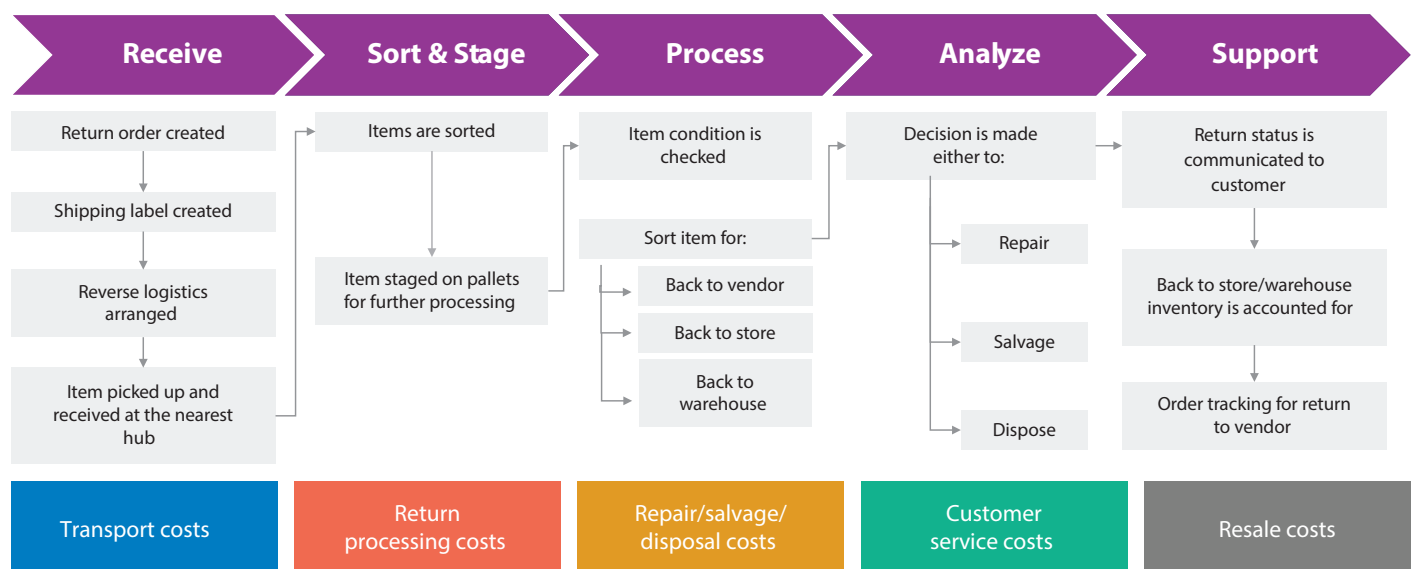 Receive
Sort & Stage
Process
Analyze
Support
Return order created
Shipping label created
Reverse logistics
arranged
Item picked up and
received at the nearest
hub
Items are sorted
Item staged on pallets
for further processing
Item condition is
checked
Sort item for:
Back to vendor
Back to store
Back to
warehouse
Decision is made
either to:
Repair
Salvage
Dispose
Return status is
communicated to
customer
Back to store/warehouse
inventory is accounted for
Order tracking for return
to vendor
Transport costs
Return
processing costs
Repair/salvage/
disposal costs
Customer
service costs
Resale costs